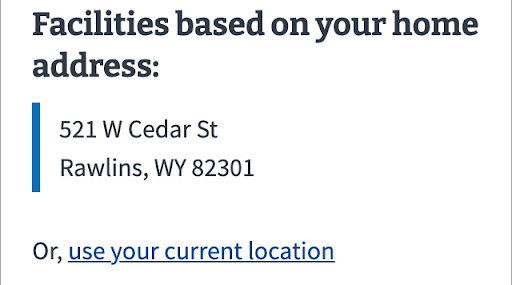 Facilities based on your home
address:
521 W Cedar St
Rawlins, WY 82301
Or, use your current location